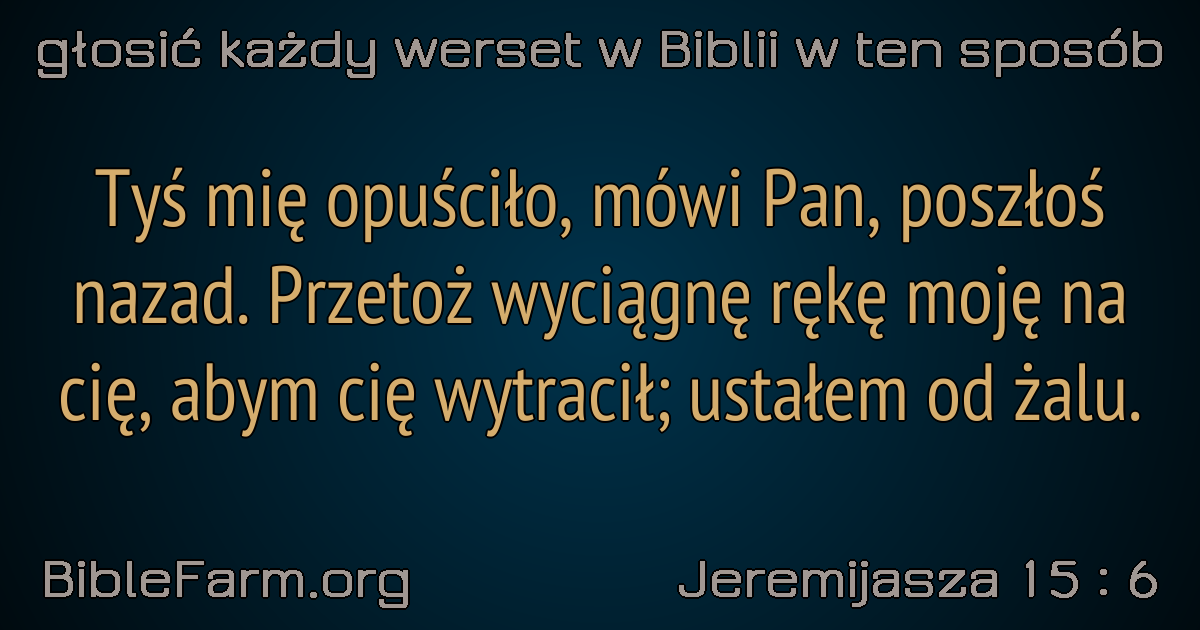 głosić każdy werset w Biblii w ten sposób
Tyś mię opuściło, mówi Pan, poszłoś
nazad. Przetoż wyciągnę rękę moję na
cię, abym cię wytracił; ustałem od żalu.
BibleFarm.org
Jeremijasza 15 : 6